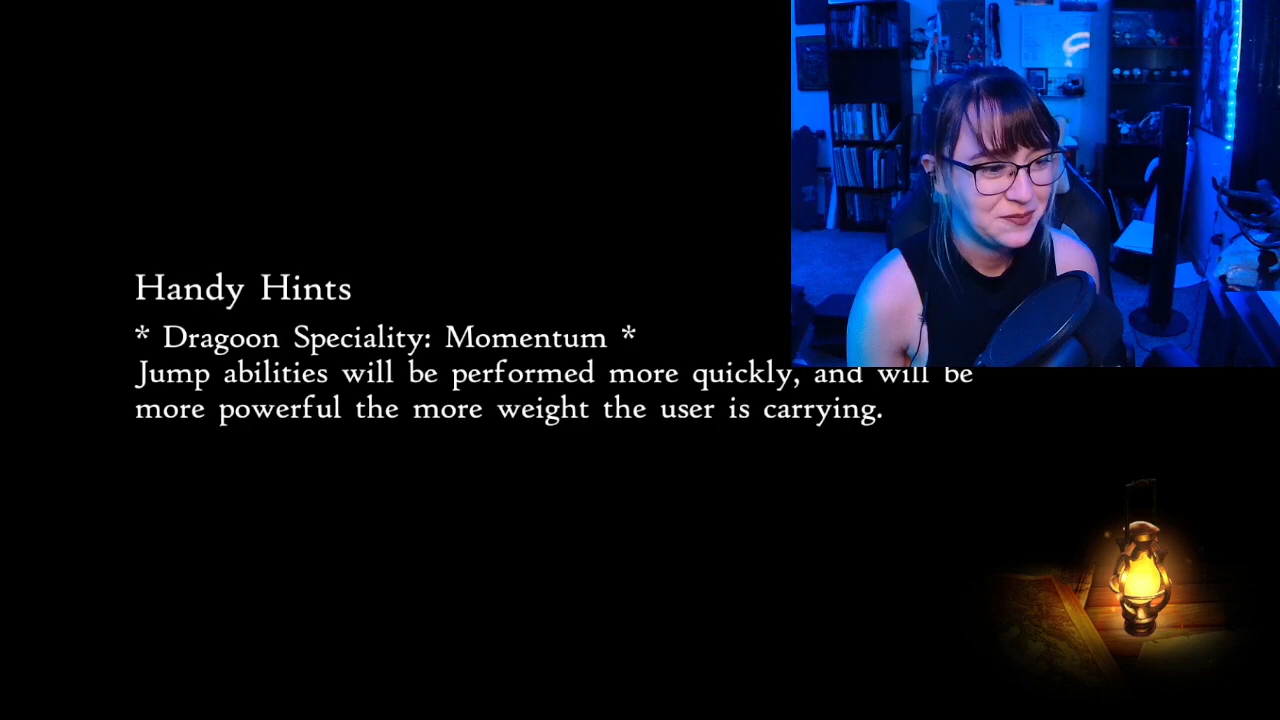 Handy Hints
* Dragoon Speciality: Momentum *
Jump abilities will be performed more quickly, and will be
more powerful the more weight the user is carrying.